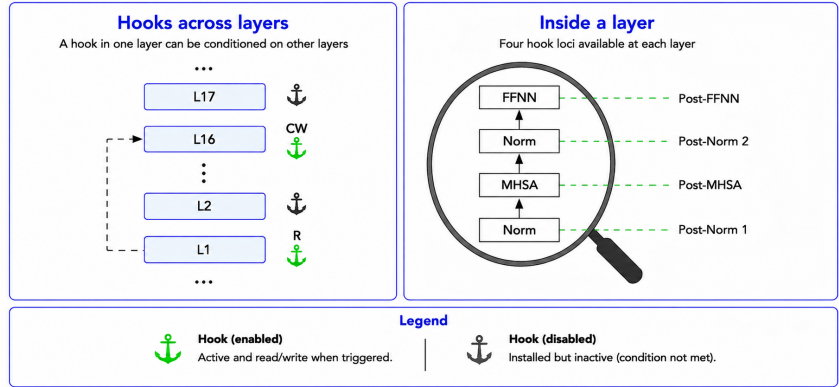 Hooks across layers
A hook in one layer can be conditioned on other layers
...
L17
CW
L16
L2
R
L1
...
Inside a layer
Four hook loci available at each layer
FFNN
Post-FFNN
Norm
Post-Norm 2
MHSA
Post-MHSA
Norm
Post-Norm 1
Legend
Hook (enabled)
Active and read/write when triggered.
Hook (disabled)
Installed but inactive (condition not met).